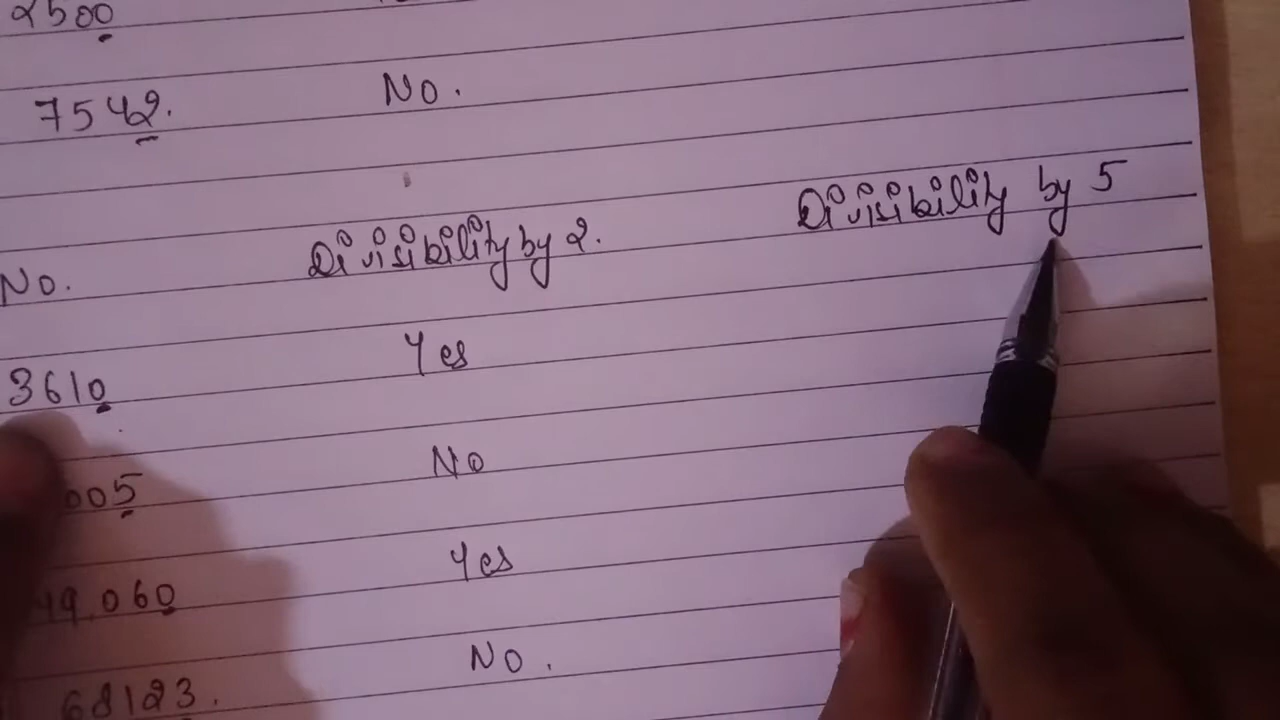 2500
7542. No.
No. Divisibility by 2. Divisibility by 5
3610 Yes
005 No
49,060 Yes
68123. No.